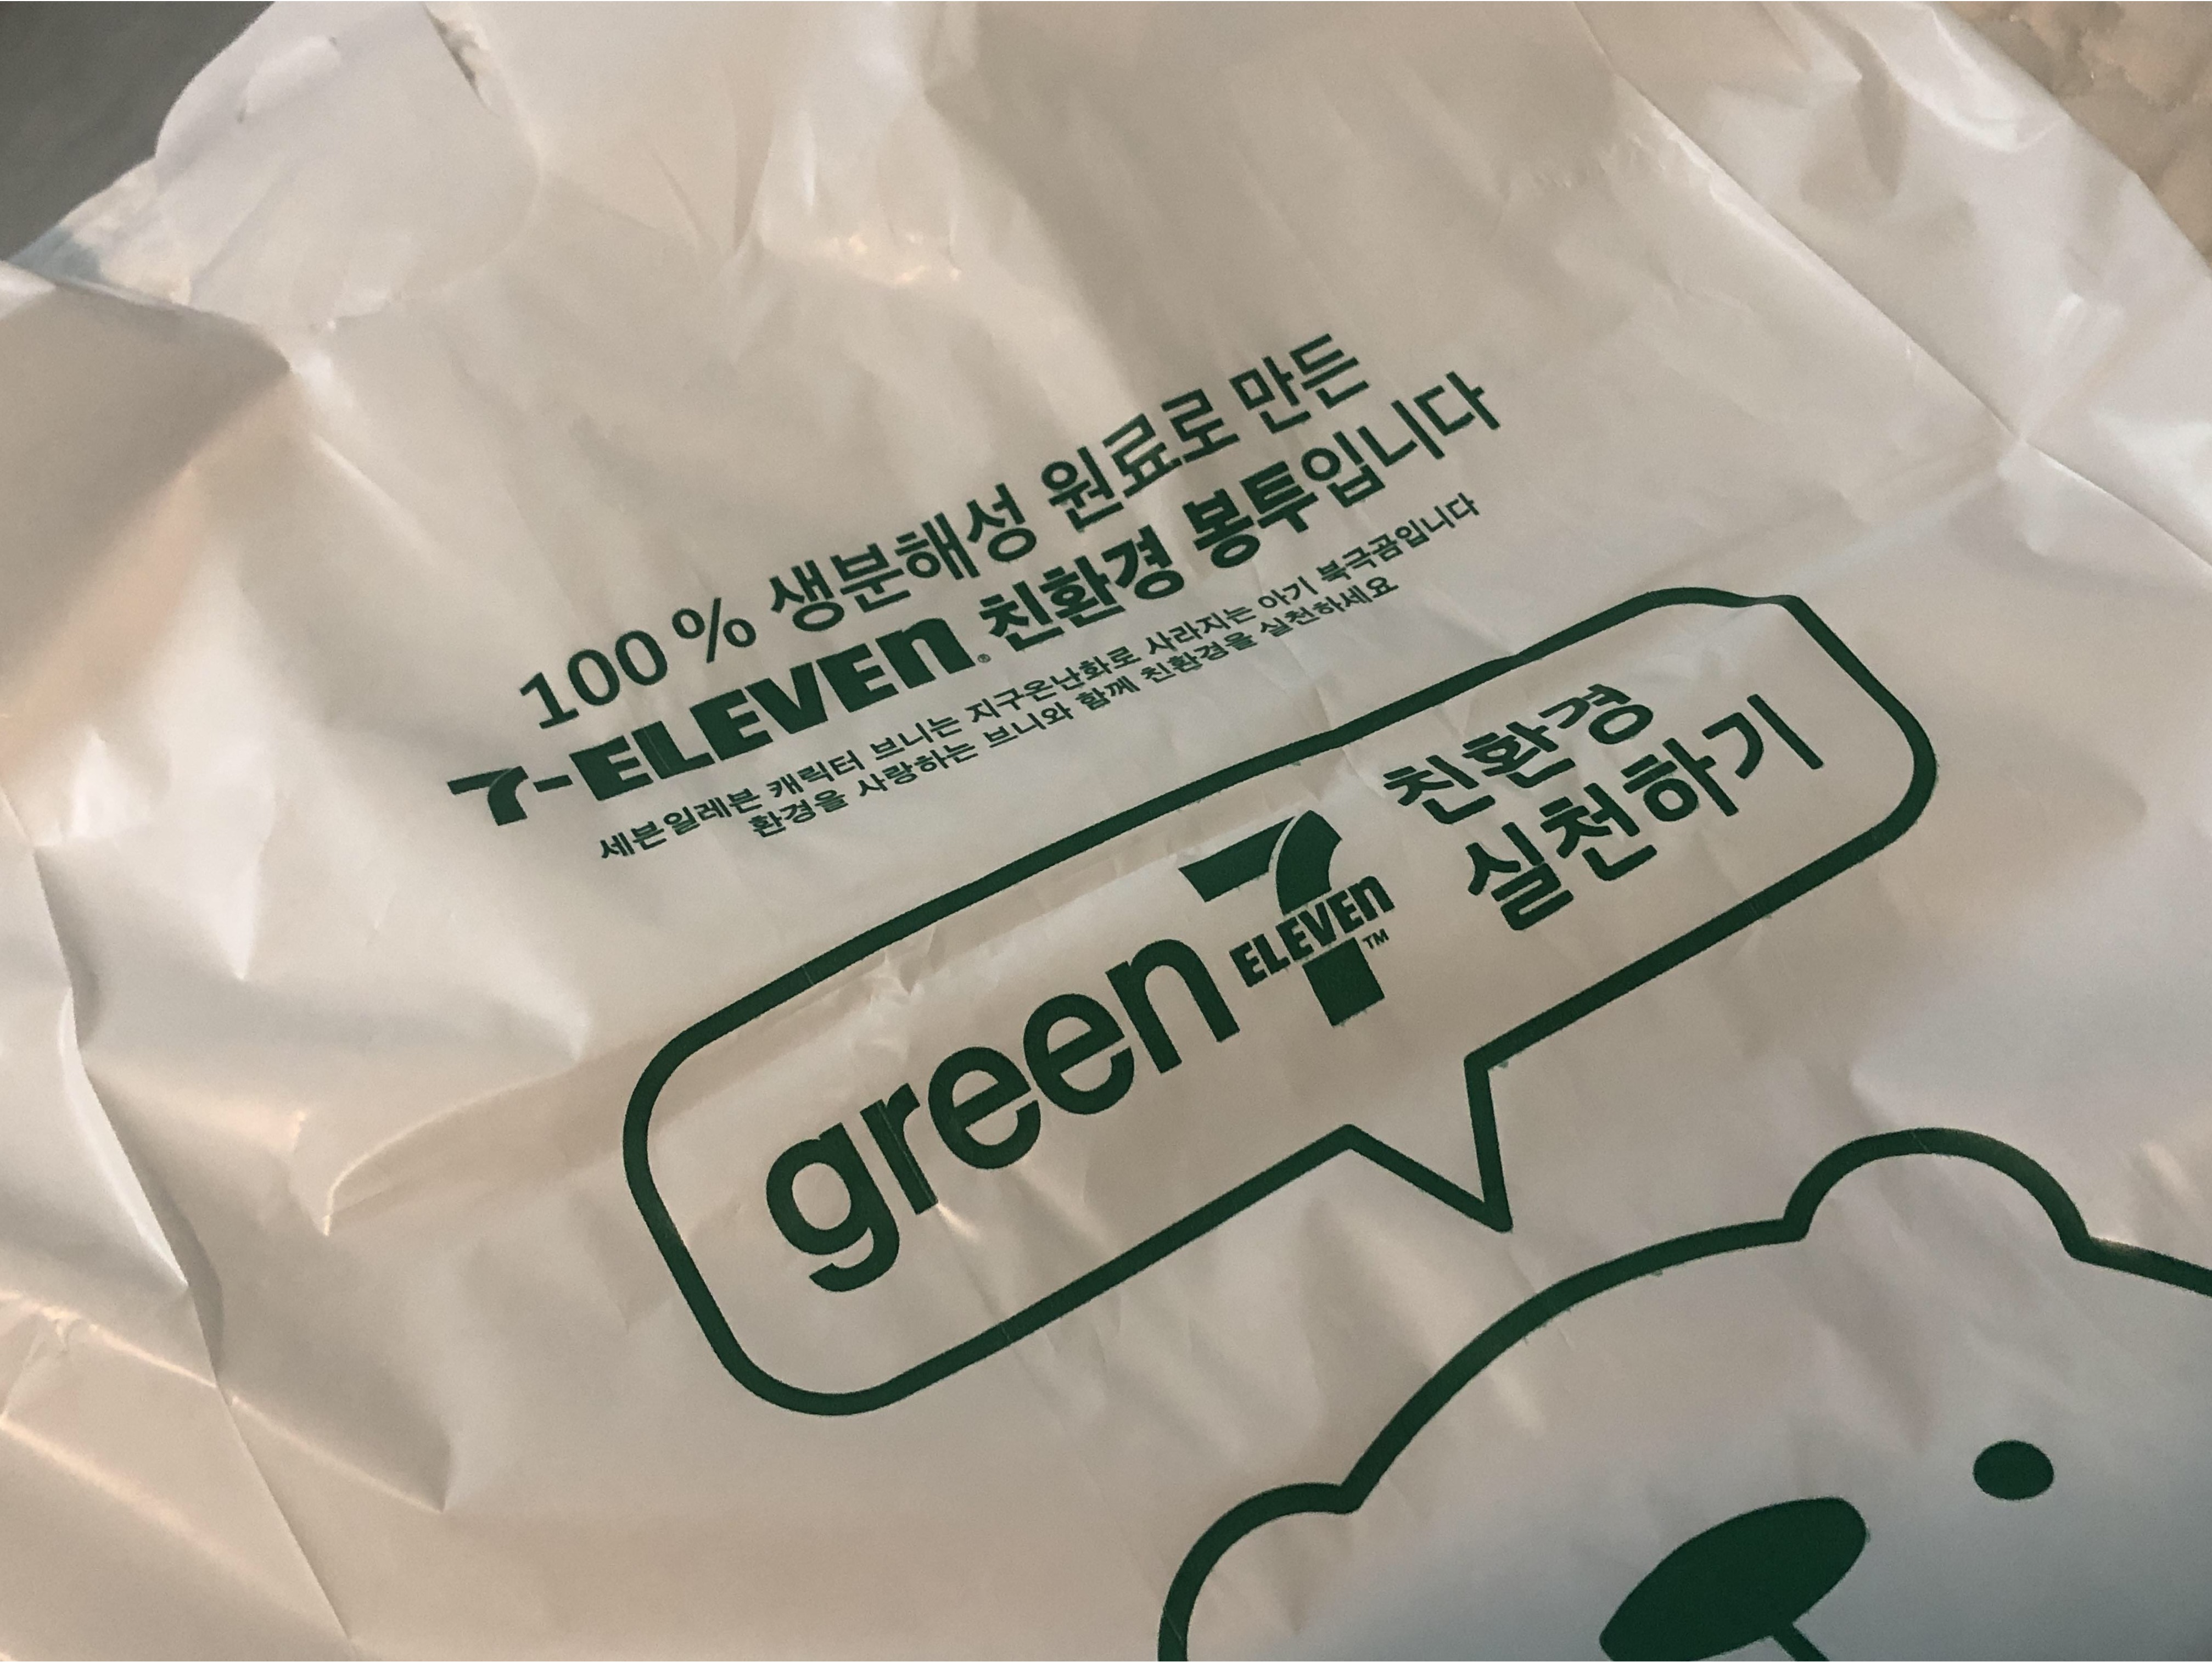 100% 생분해성 원료로 만든
7-ELEVEn® 친환경 봉투입니다
세븐일레븐 캐릭터 브니는 지구온난화로 사라지는 아기 북극곰입니다
환경을 사랑하는 브니와 함께 친환경을 실천하세요
green 7 ELEVEn™ 친환경
실천하기